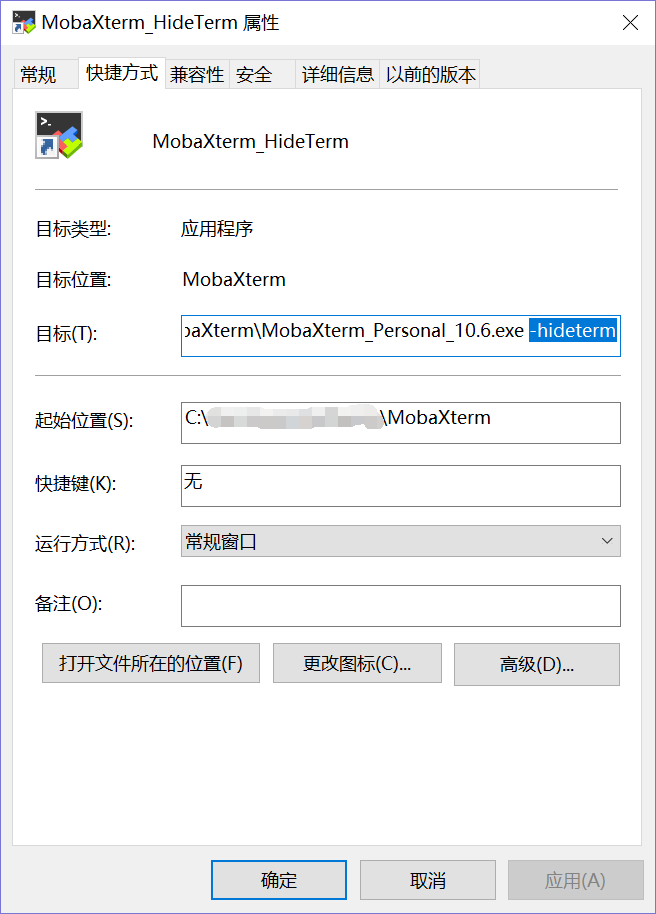 MobaXterm_HideTerm 属性
常规 快捷方式 兼容性 安全 详细信息 以前的版本
MobaXterm_HideTerm
目标类型: 应用程序
目标位置: MobaXterm
目标(T): baXterm\MobaXterm_Personal_10.6.exe -hideterm
起始位置(S): C:\ \MobaXterm
快捷键(K): 无
运行方式(R): 常规窗口
备注(O):
打开文件所在的位置(F) 更改图标(C)... 高级(D)...
确定 取消 应用(A)